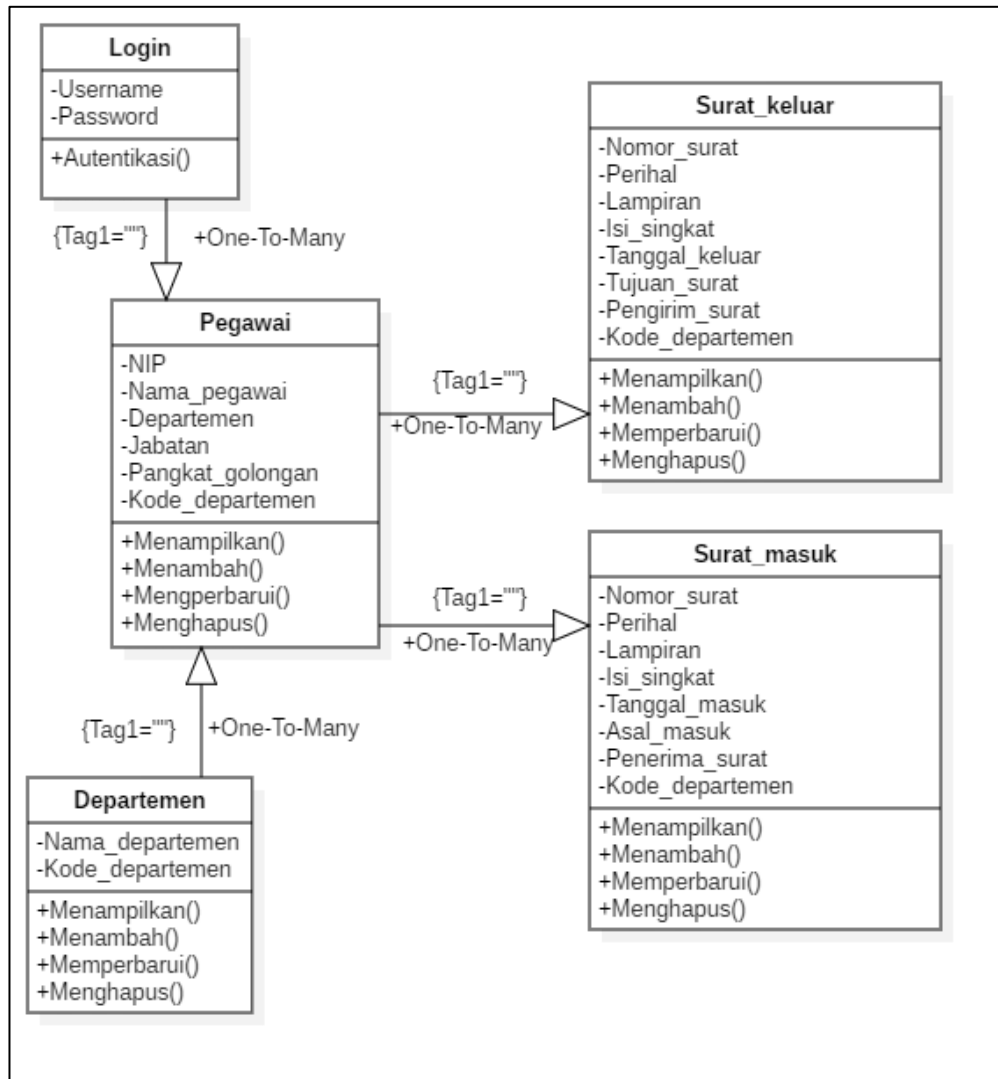 Login
-Username
-Password
+Autentikasi()
{Tag1=""}
+One-To-Many
Pegawai
-NIP
-Nama_pegawai
-Departemen
-Jabatan
-Pangkat_golongan
-Kode_departemen
+Menampilkan()
+Menambah()
+Mengperbarui()
+Menghapus()
{Tag1=""}
+One-To-Many
Departemen
-Nama_departemen
-Kode_departemen
+Menampilkan()
+Menambah()
+Memperbarui()
+Menghapus()
{Tag1=""}
+One-To-Many
Surat_keluar
-Nomor_surat
-Perihal
-Lampiran
-Isi_singkat
-Tanggal_keluar
-Tujuan_surat
-Pengirim_surat
-Kode_departemen
+Menampilkan()
+Menambah()
+Memperbarui()
+Menghapus()
{Tag1=""}
+One-To-Many
Surat_masuk
-Nomor_surat
-Perihal
-Lampiran
-Isi_singkat
-Tanggal_masuk
-Asal_masuk
-Penerima_surat
-Kode_departemen
+Menampilkan()
+Menambah()
+Memperbarui()
+Menghapus()